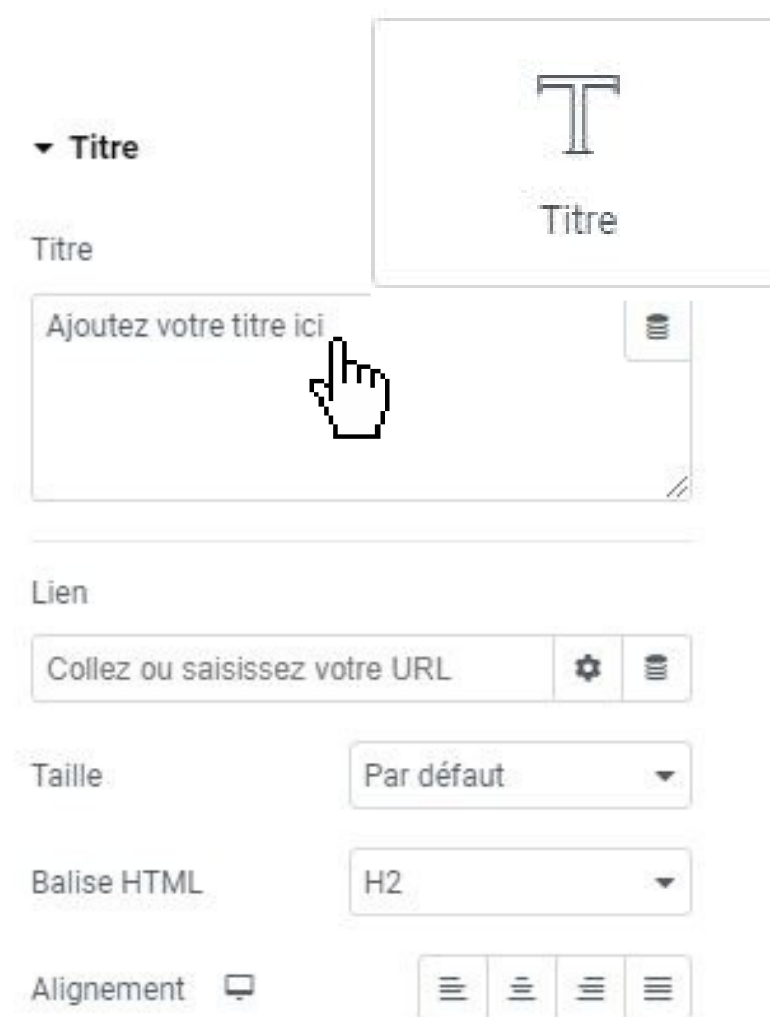 Titre
Titre
Titre
Ajoutez votre titre ici
Lien
Collez ou saisissez votre URL
Taille
Par défaut
Balise HTML
H2
Alignement